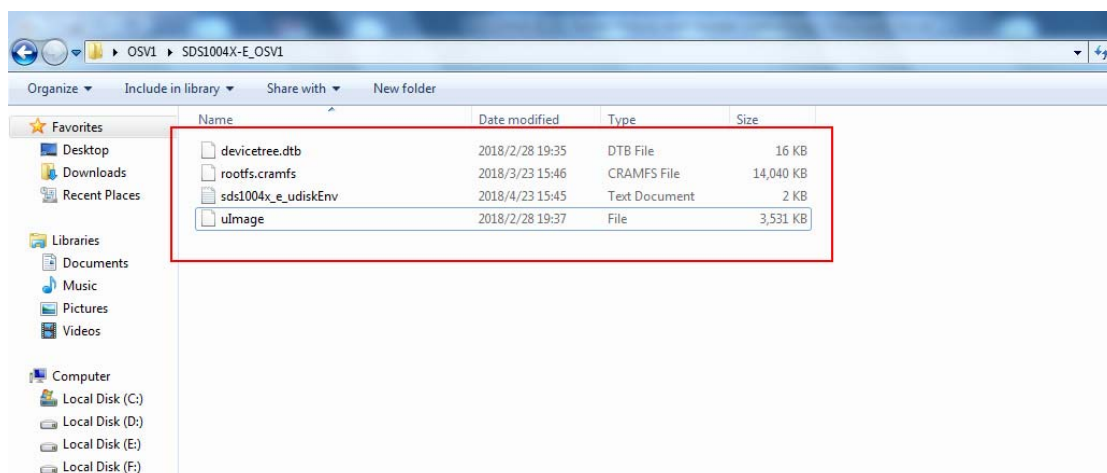 OSV1 SDS1004X-E_OSV1
Organize Include in library Share with New folder
Name Date modified Type Size
Favorites
Desktop
Downloads
Recent Places
Libraries
Documents
Music
Pictures
Videos
Computer
Local Disk (C:)
Local Disk (D:)
Local Disk (E:)
Local Disk (F:)
devicetree.dtb 2018/2/28 19:35 DTB File 16 KB
rootfs.cramfs 2018/3/23 15:46 CRAMFS File 14,040 KB
sds1004x_e_udiskEnv 2018/4/23 15:45 Text Document 2 KB
uImage 2018/2/28 19:37 File 3,531 KB